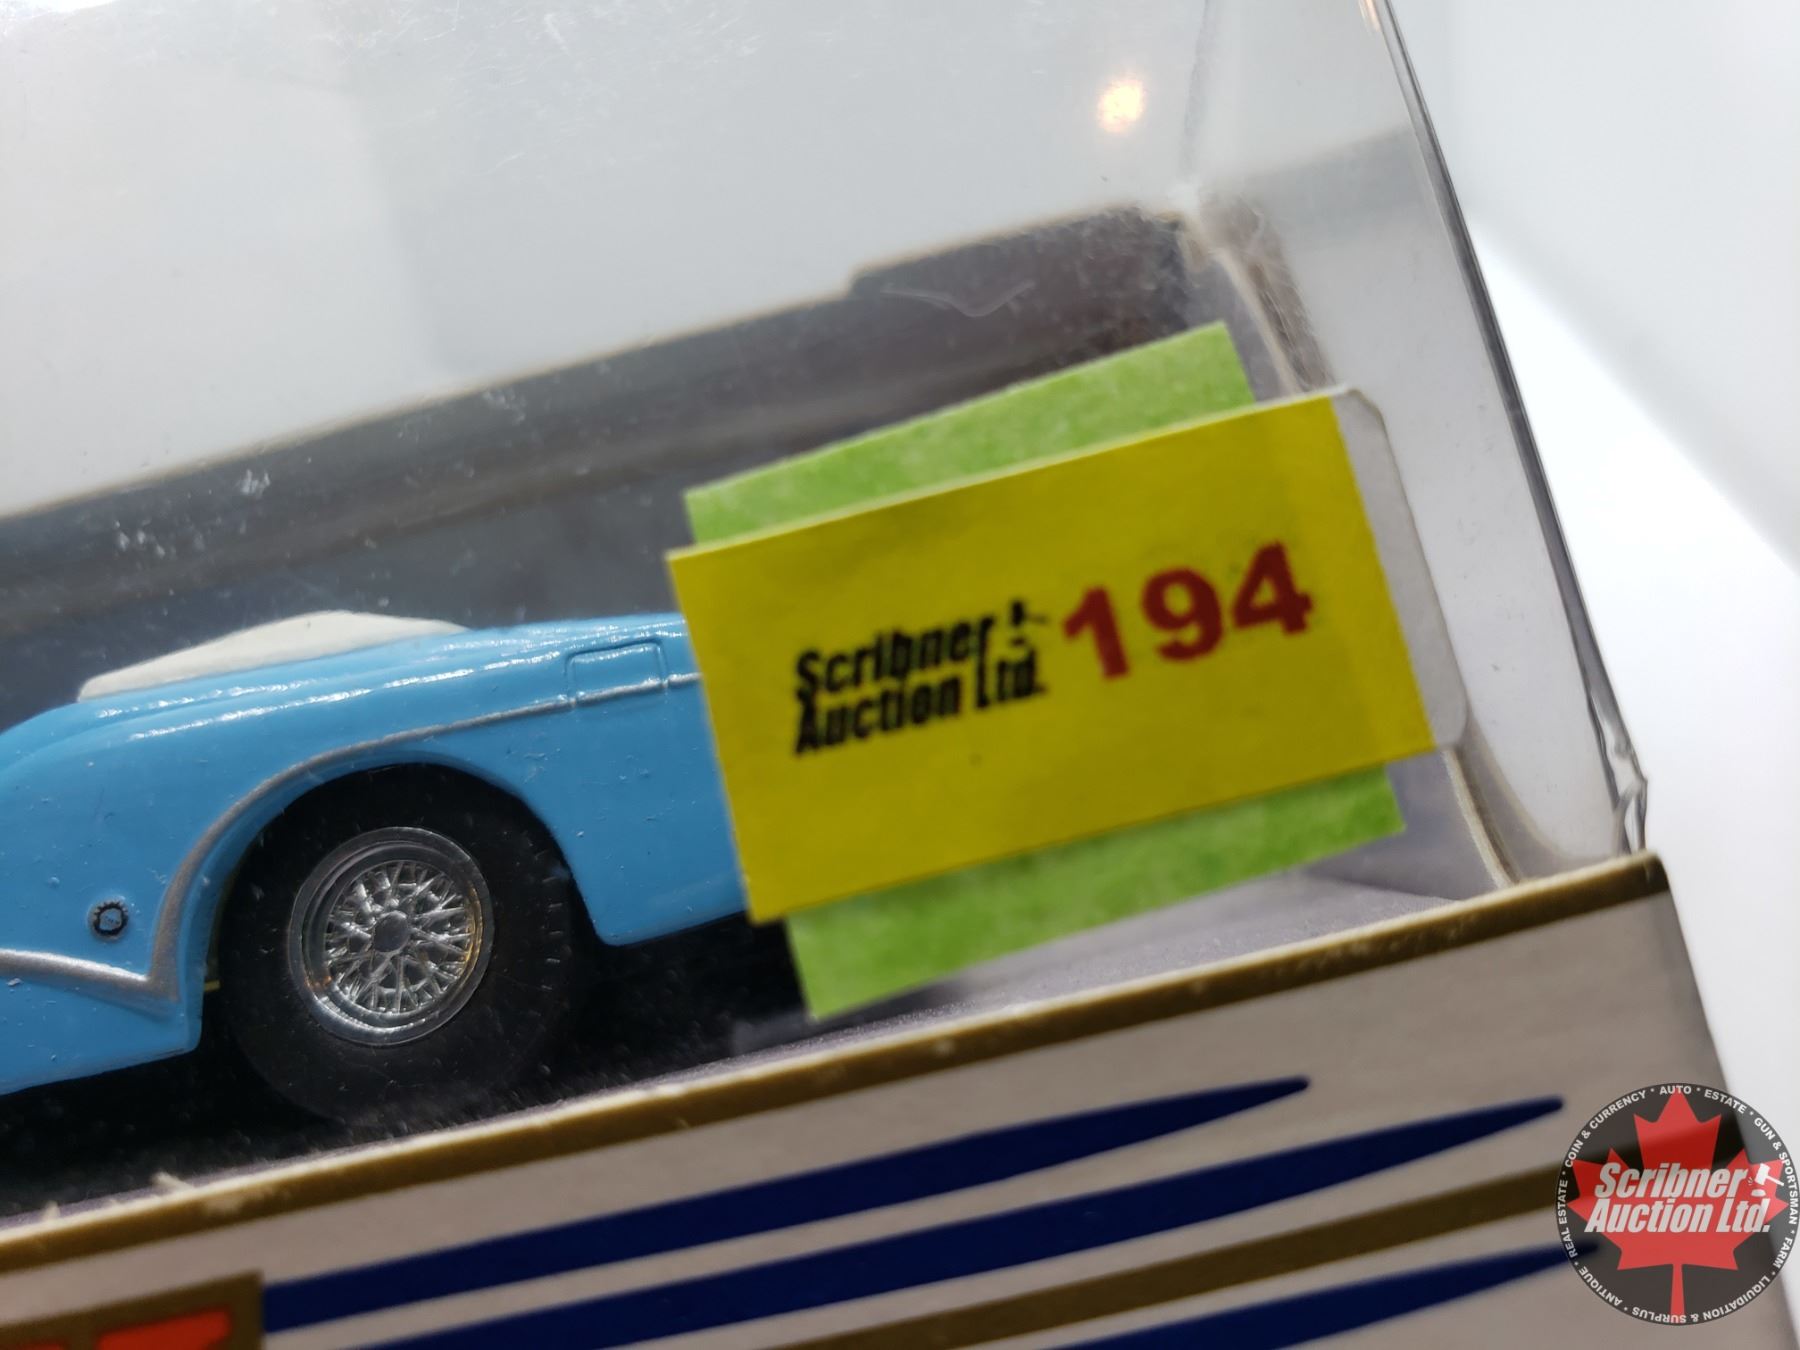 Scribner
Auction Ltd.
194
COIN & CURRENCY · AUTO · ESTATE · GUN & SPORTSMAN · FARM · LIQUIDATION & SURPLUS · ANTIQUE · REAL ESTATE ·
Scribner
Auction Ltd.